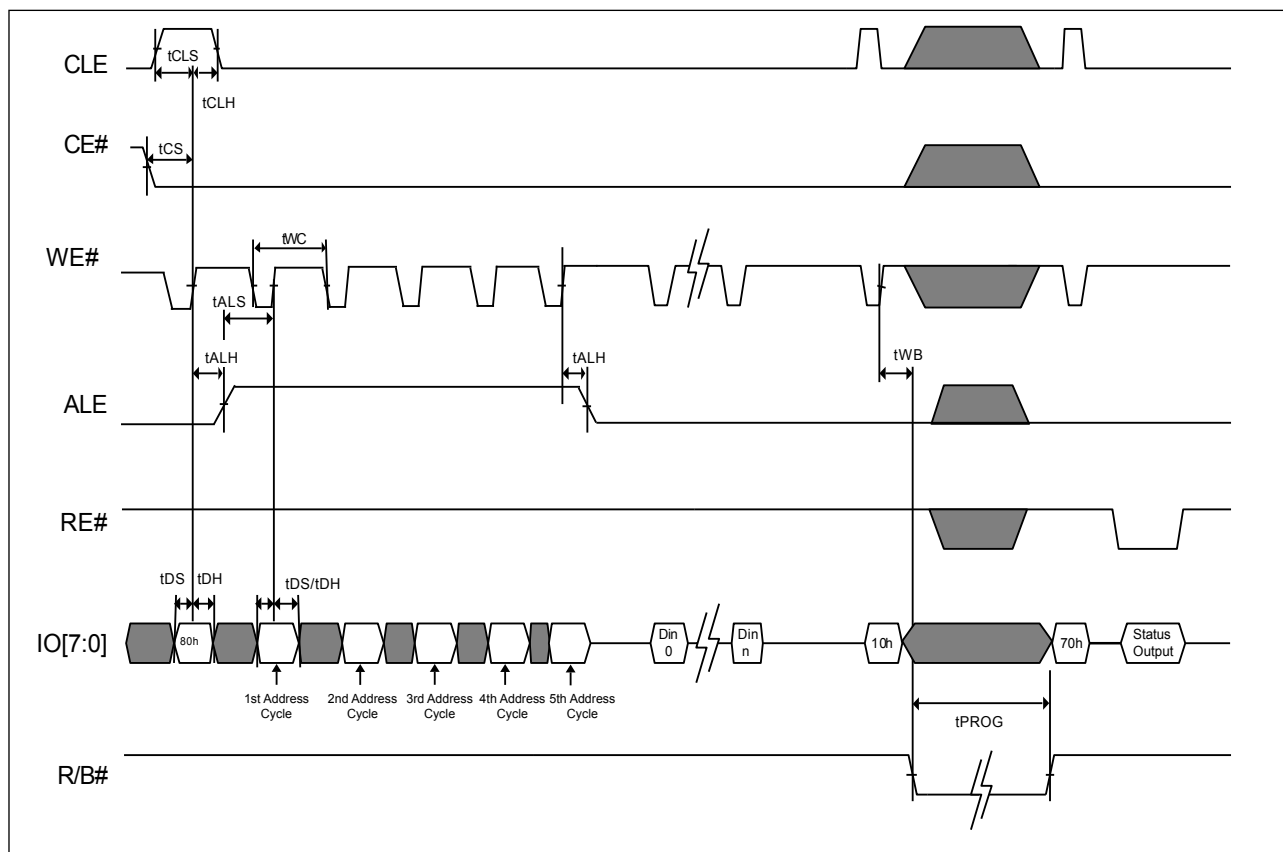 CLE
tCLS
tCLH
CE#
tCS
WE#
tWC
tALS
tALH
tALH
tWB
ALE
RE#
tDS
tDH
tDS/tDH
IO[7:0]
80h
Din
0
Din
n
10h
70h
Status
Output
1st Address
Cycle
2nd Address
Cycle
3rd Address
Cycle
4th Address
Cycle
5th Address
Cycle
tPROG
R/B#